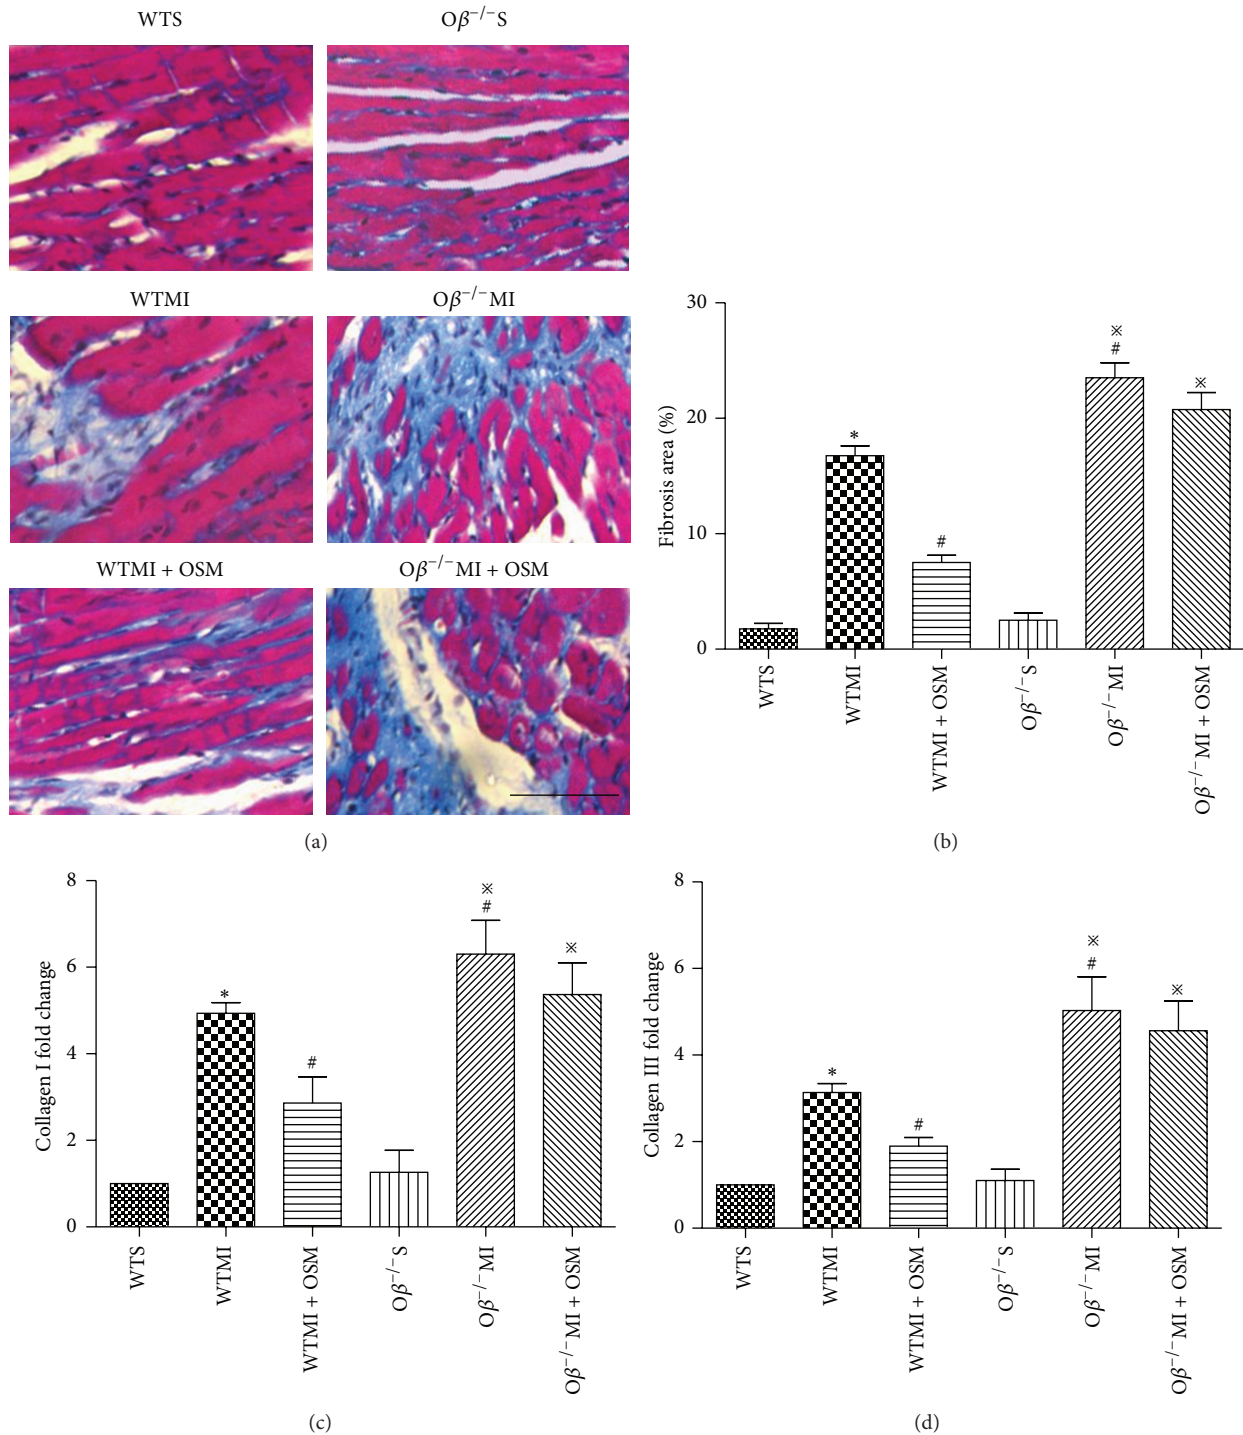 WTS
Oβ−/−S
WTMI
Oβ−/−MI
WTMI + OSM
Oβ−/−MI + OSM
(a)
Fibrosis area (%)
30
20
10
0
※
#
*
#
※
WTS
WTMI
WTMI + OSM
Oβ−/−S
Oβ−/−MI
Oβ−/−MI + OSM
(b)
Collagen I fold change
8
6
4
2
0
*
#
※
#
※
WTS
WTMI
WTMI + OSM
Oβ−/−S
Oβ−/−MI
Oβ−/−MI + OSM
(c)
Collagen III fold change
8
6
4
2
0
*
#
※
#
※
WTS
WTMI
WTMI + OSM
Oβ−/−S
Oβ−/−MI
Oβ−/−MI + OSM
(d)